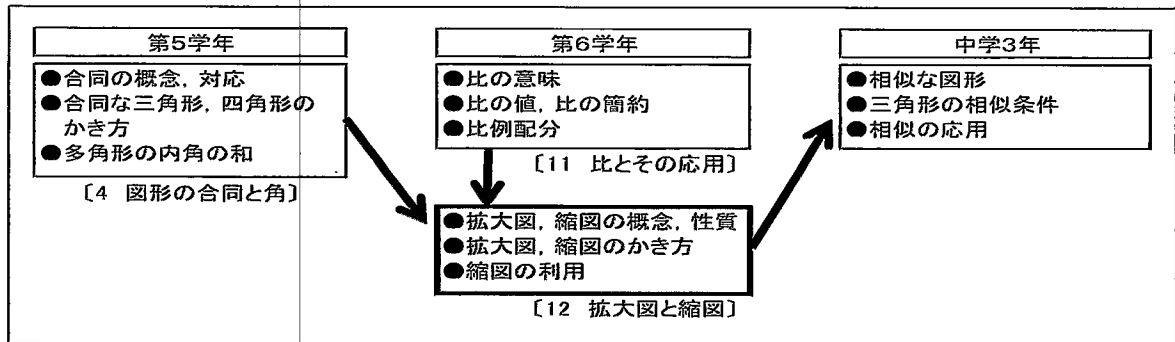 第5学年
●合同の概念，対応
●合同な三角形，四角形の
かき方
●多角形の内角の和
〔4 図形の合同と角〕
第6学年
●比の意味
●比の値，比の簡約
●比例配分
〔11 比とその応用〕
●拡大図，縮図の概念，性質
●拡大図，縮図のかき方
●縮図の利用
〔12 拡大図と縮図〕
中学3年
●相似な図形
●三角形の相似条件
●相似の応用